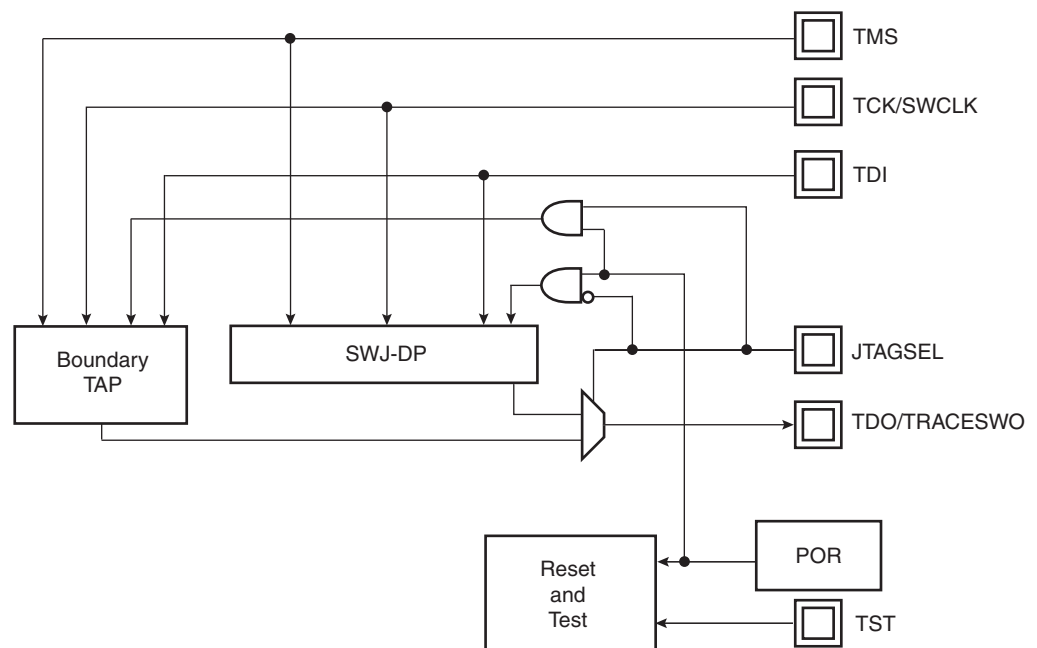 TMS
TCK/SWCLK
TDI
Boundary
TAP
SWJ-DP
JTAGSEL
TDO/TRACESWO
POR
Reset
and
Test
TST